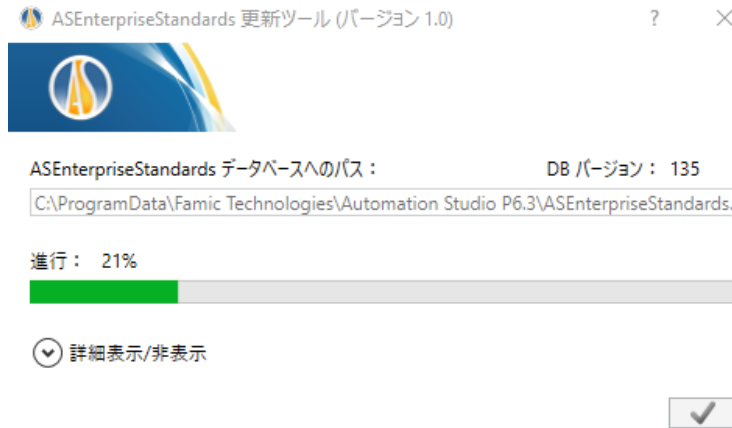 ASEnterpriseStandards 更新ツール (バージョン 1.0)
ASEnterpriseStandards データベースへのパス： DB バージョン： 135
C:\ProgramData\Famic Technologies\Automation Studio P6.3\ASEnterpriseStandards.
進行： 21%
詳細表示/非表示